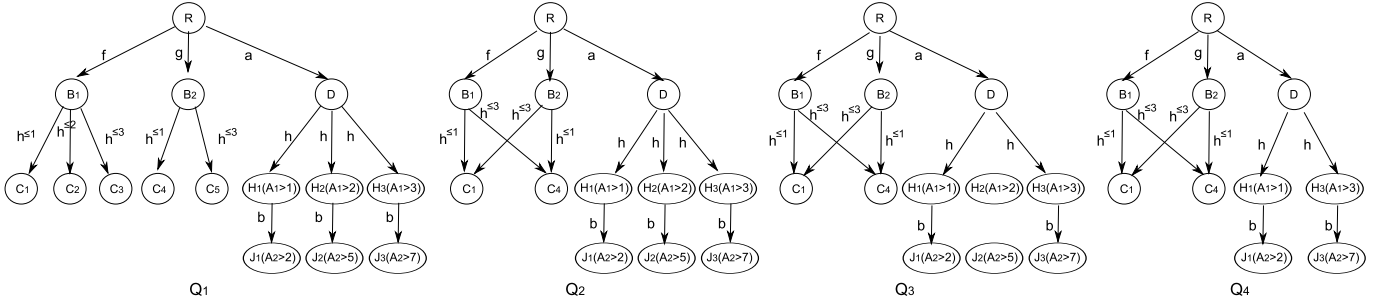 R R R R
f g a f g a f g a f g a
B1 B2 D B1 B2 D B1 B2 D B1 B2 D
h≤1 h≤2 h≤3 h≤1 h≤3 h h h h≤1 h≤3 h≤3 h≤1 h h h h≤1 h≤3 h≤3 h≤1 h h h≤1 h≤3 h≤3 h≤1 h h
C1 C2 C3 C4 C5 H1(A1>1) H2(A1>2) H3(A1>3) C1 C4 H1(A1>1) H2(A1>2) H3(A1>3) C1 C4 H1(A1>1) H2(A1>2) H3(A1>3) C1 C4 H1(A1>1) H3(A1>3)
b b b b b b b b b b
J1(A2>2) J2(A2>5) J3(A2>7) J1(A2>2) J2(A2>5) J3(A2>7) J1(A2>2) J2(A2>5) J3(A2>7) J1(A2>2) J3(A2>7)
Q1 Q2 Q3 Q4